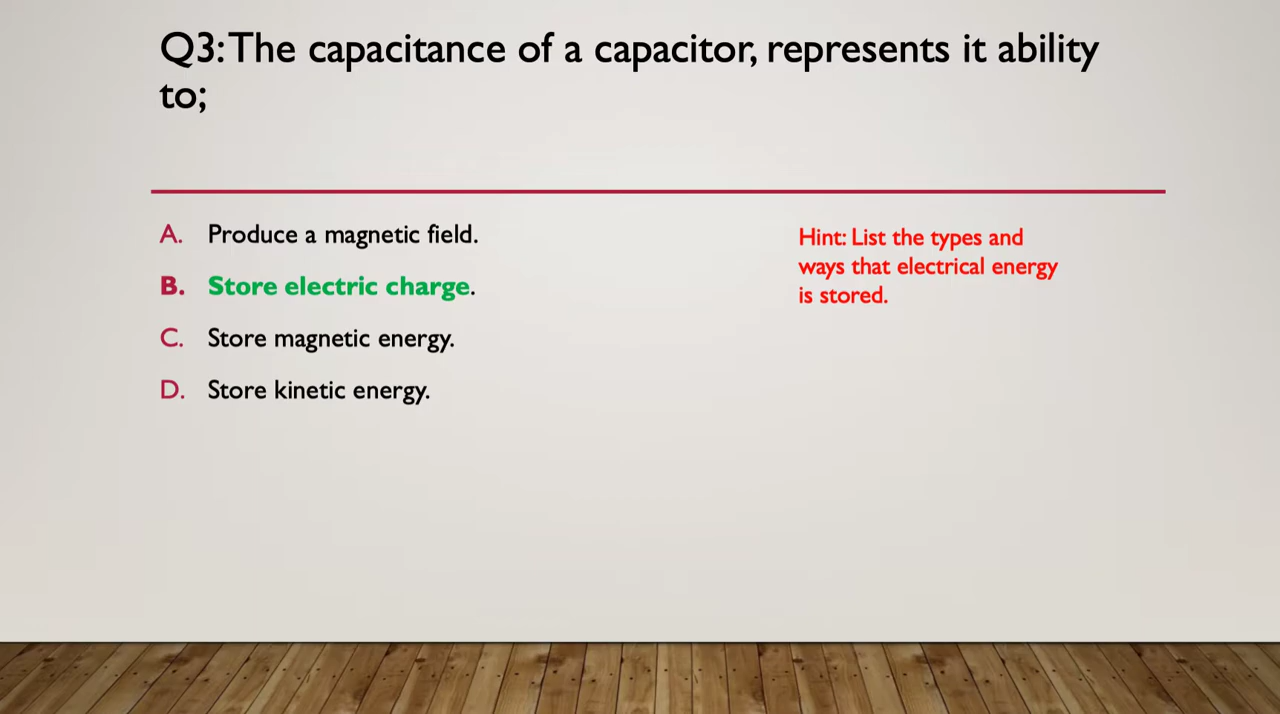 Q3: The capacitance of a capacitor, represents it ability
to;
A. Produce a magnetic field.
B. Store electric charge.
C. Store magnetic energy.
D. Store kinetic energy.
Hint: List the types and
ways that electrical energy
is stored.